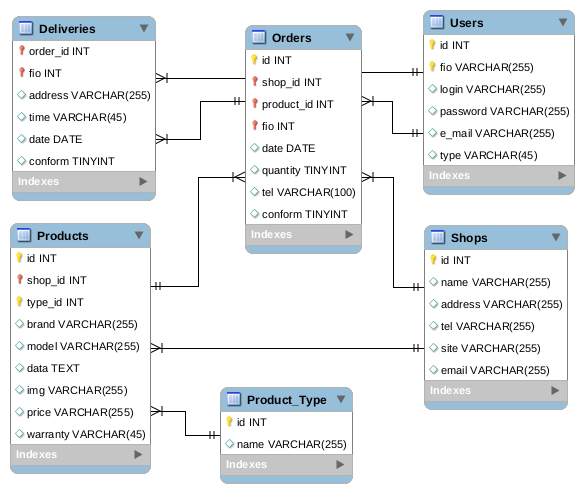 Deliveries
order_id INT
fio INT
address VARCHAR(255)
time VARCHAR(45)
date DATE
conform TINYINT
Indexes
Orders
id INT
shop_id INT
product_id INT
fio INT
date DATE
quantity TINYINT
tel VARCHAR(100)
conform TINYINT
Indexes
Users
id INT
fio VARCHAR(255)
login VARCHAR(255)
password VARCHAR(255)
e_mail VARCHAR(255)
type VARCHAR(45)
Indexes
Products
id INT
shop_id INT
type_id INT
brand VARCHAR(255)
model VARCHAR(255)
data TEXT
img VARCHAR(255)
price VARCHAR(255)
warranty VARCHAR(45)
Indexes
Shops
id INT
name VARCHAR(255)
address VARCHAR(255)
tel VARCHAR(255)
site VARCHAR(255)
email VARCHAR(255)
Indexes
Product_Type
id INT
name VARCHAR(255)
Indexes